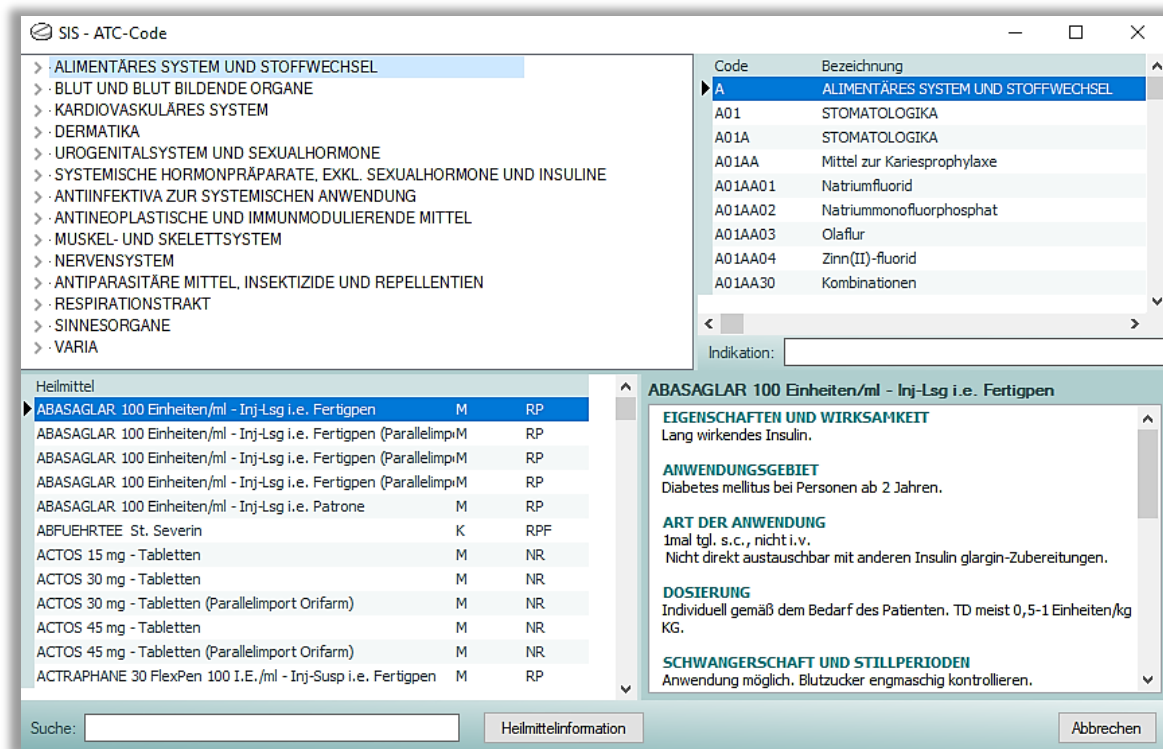 SIS - ATC-Code
ALIMENTÄRES SYSTEM UND STOFFWECHSEL
BLUT UND BLUT BILDENDE ORGANE
KARDIOVASKULÄRES SYSTEM
DERMATIKA
UROGENITALSYSTEM UND SEXUALHORMONE
SYSTEMISCHE HORMONPRÄPARATE, EXKL. SEXUALHORMONE UND INSULINE
ANTIINFEKTIVA ZUR SYSTEMISCHEN ANWENDUNG
ANTINEOPLASTISCHE UND IMMUNMODULIERENDE MITTEL
MUSKEL- UND SKELETTSYSTEM
NERVENSYSTEM
ANTIPARASITÄRE MITTEL, INSEKTIZIDE UND REPELLENTIEN
RESPIRATIONSTRAKT
SINNESORGANE
VARIA
Code Bezeichnung
A ALIMENTÄRES SYSTEM UND STOFFWECHSEL
A01 STOMATOLOGIKA
A01A STOMATOLOGIKA
A01AA Mittel zur Kariesprophylaxe
A01AA01 Natriumfluorid
A01AA02 Natriummonofluorphosphat
A01AA03 Olaflur
A01AA04 Zinn(II)-fluorid
A01AA30 Kombinationen
Indikation:
Heilmittel
ABASAGLAR 100 Einheiten/ml - Inj-Lsg i.e. Fertigpen M RP
ABASAGLAR 100 Einheiten/ml - Inj-Lsg i.e. Fertigpen (Parallelimp M RP
ABASAGLAR 100 Einheiten/ml - Inj-Lsg i.e. Fertigpen (Parallelimp M RP
ABASAGLAR 100 Einheiten/ml - Inj-Lsg i.e. Fertigpen (Parallelimp M RP
ABASAGLAR 100 Einheiten/ml - Inj-Lsg i.e. Patrone M RP
ABFUEHRTEE St. Severin K RPF
ACTOS 15 mg - Tabletten M NR
ACTOS 30 mg - Tabletten M NR
ACTOS 30 mg - Tabletten (Parallelimport Orifarm) M NR
ACTOS 45 mg - Tabletten M NR
ACTOS 45 mg - Tabletten (Parallelimport Orifarm) M NR
ACTRAPHANE 30 FlexPen 100 I.E./ml - Inj-Susp i.e. Fertigpen M RP
ABASAGLAR 100 Einheiten/ml - Inj-Lsg i.e. Fertigpen
EIGENSCHAFTEN UND WIRKSAMKEIT
Lang wirkendes Insulin.
ANWENDUNGSGEBIET
Diabetes mellitus bei Personen ab 2 Jahren.
ART DER ANWENDUNG
1mal tgl. s.c., nicht i.v.
Nicht direkt austauschbar mit anderen Insulin glargin-Zubereitungen.
DOSIERUNG
Individuell gemäß dem Bedarf des Patienten. TD meist 0,5-1 Einheiten/kg
KG.
SCHWANGERSCHAFT UND STILLPERIODEN
Anwendung möglich. Blutzucker engmaschig kontrollieren.
Suche:
Heilmittelinformation
Abbrechen